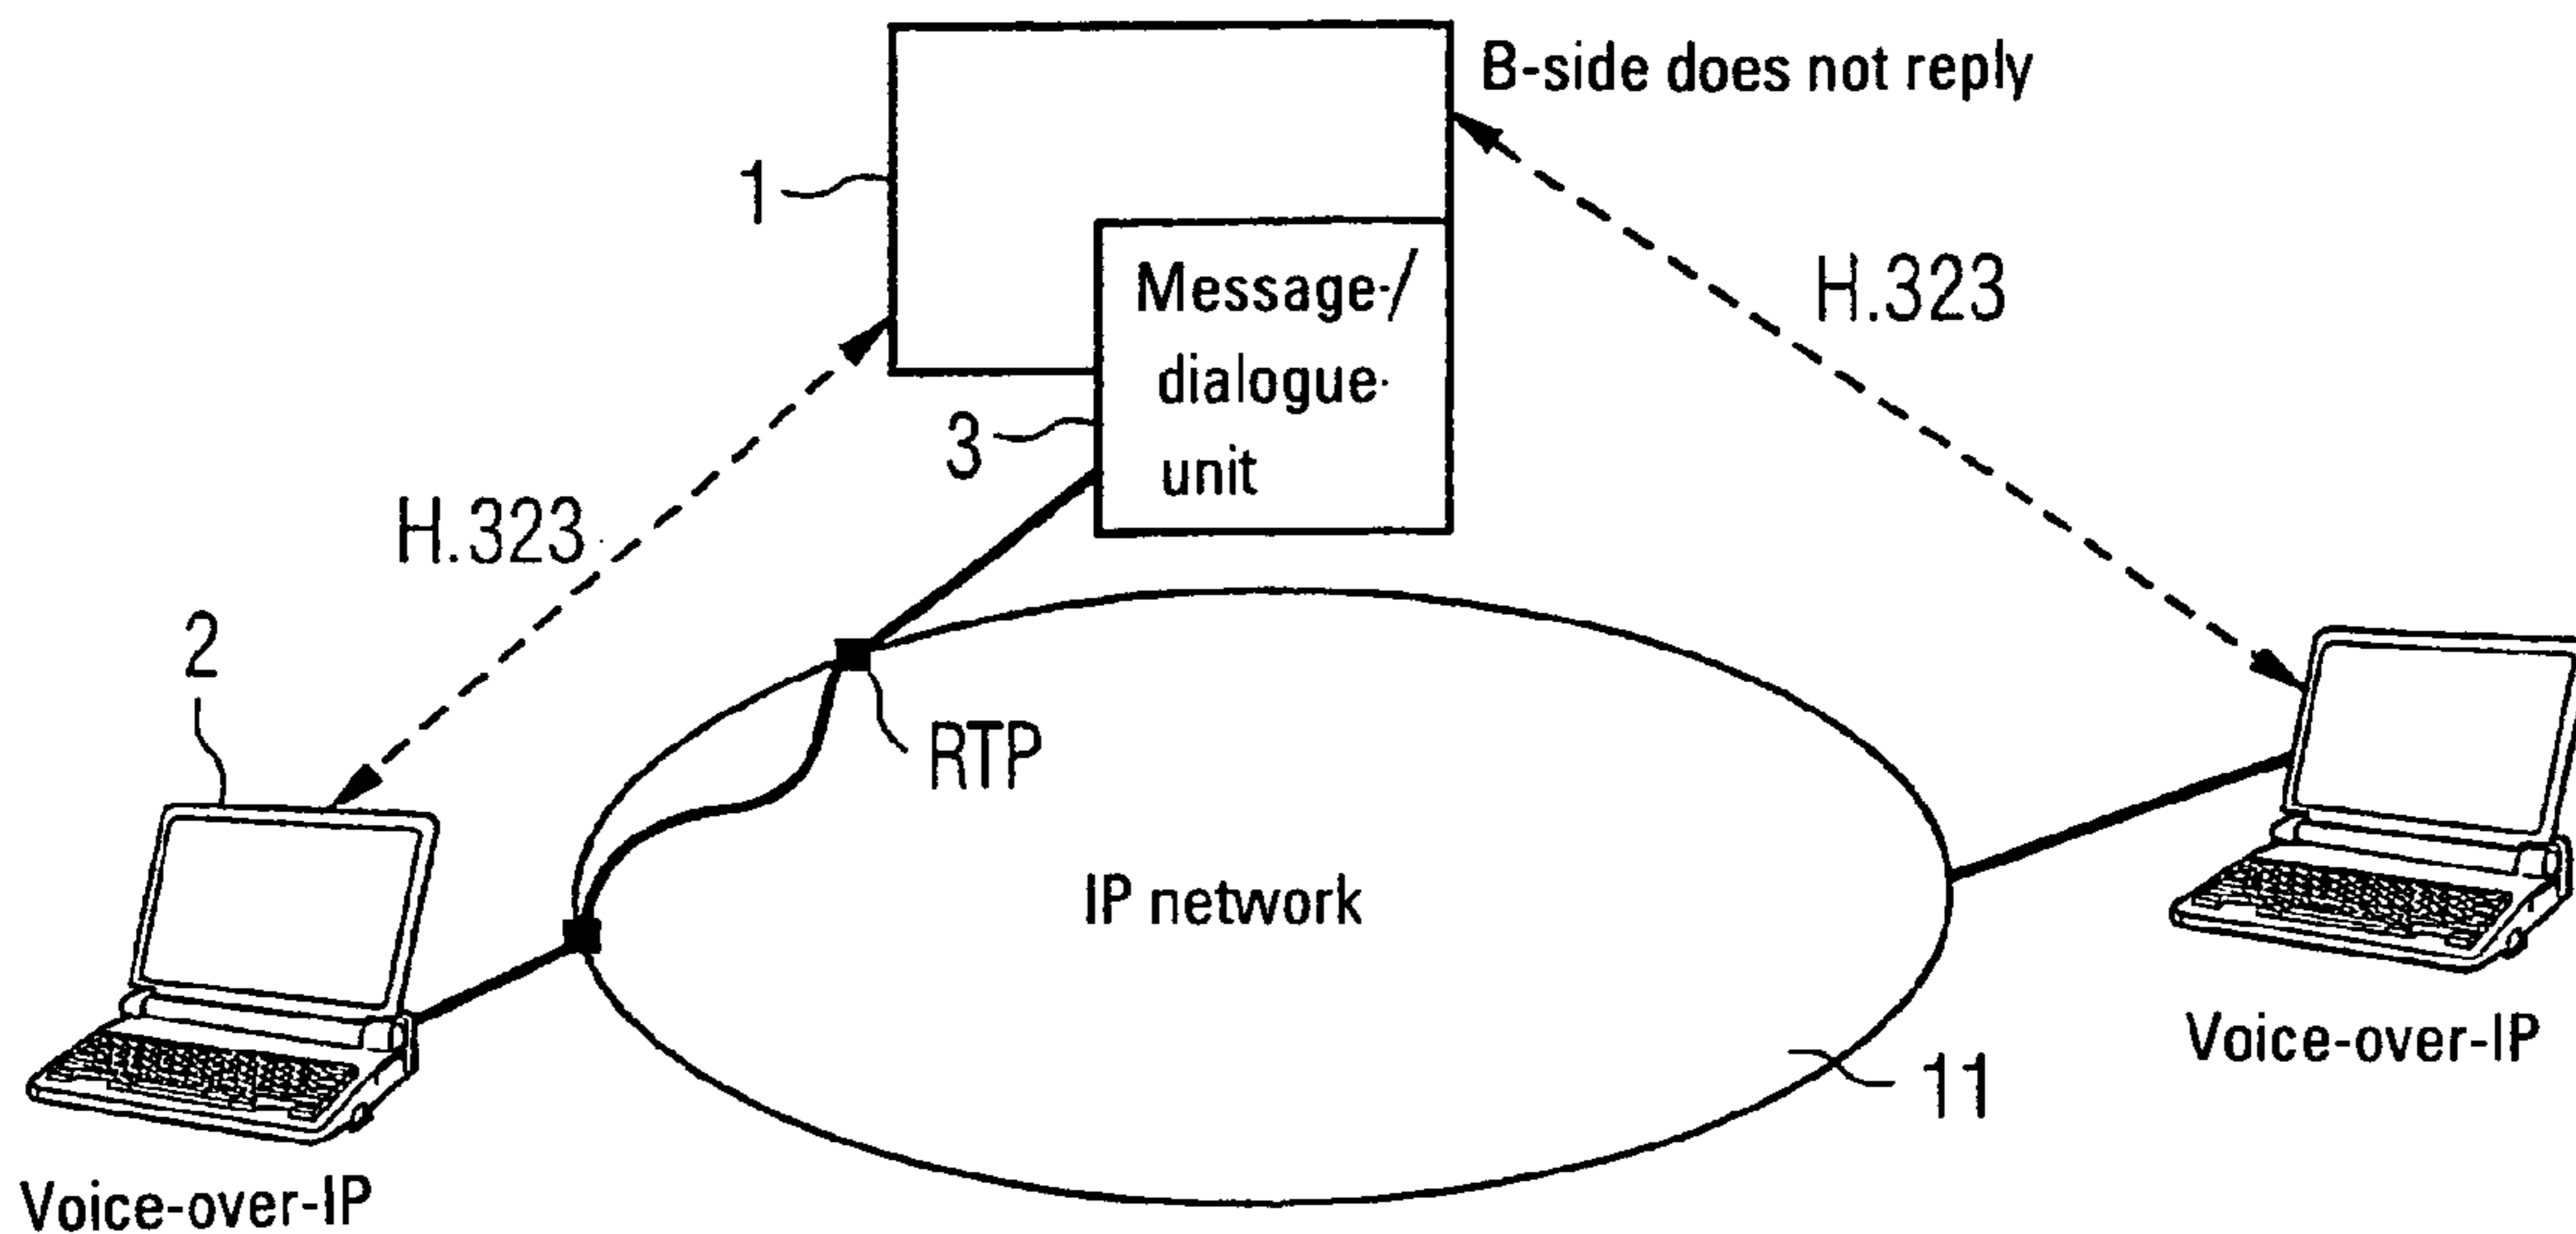 B-side does not reply
1
Message-/
dialogue-
unit
3
H.323
H.323
2
RTP
IP network
11
Voice-over-IP
Voice-over-IP